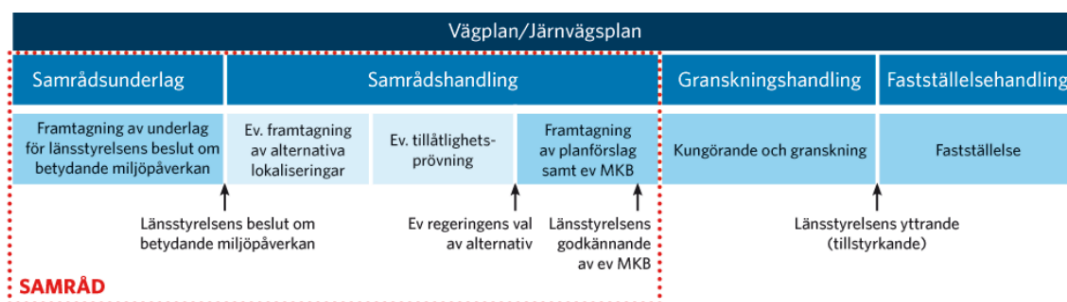 Vägplan/Järnvägsplan
Samrådsunderlag
Samrådshandling
Granskningshandling
Fastställelsehandling
Framtagning av underlag
för länsstyrelsens beslut om
betydande miljöpåverkan
Ev. framtagning
av alternativa
lokaliseringar
Ev. tillåtlighets-
prövning
Framtagning
av planförslag
samt ev MKB
Kungörande och granskning
Fastställelse
Länsstyrelsens beslut om
betydande miljöpåverkan
Ev regeringens val
av alternativ
Länsstyrelsens
godkännande
av ev MKB
Länsstyrelsens yttrande
(tillstyrkande)
SAMRÅD